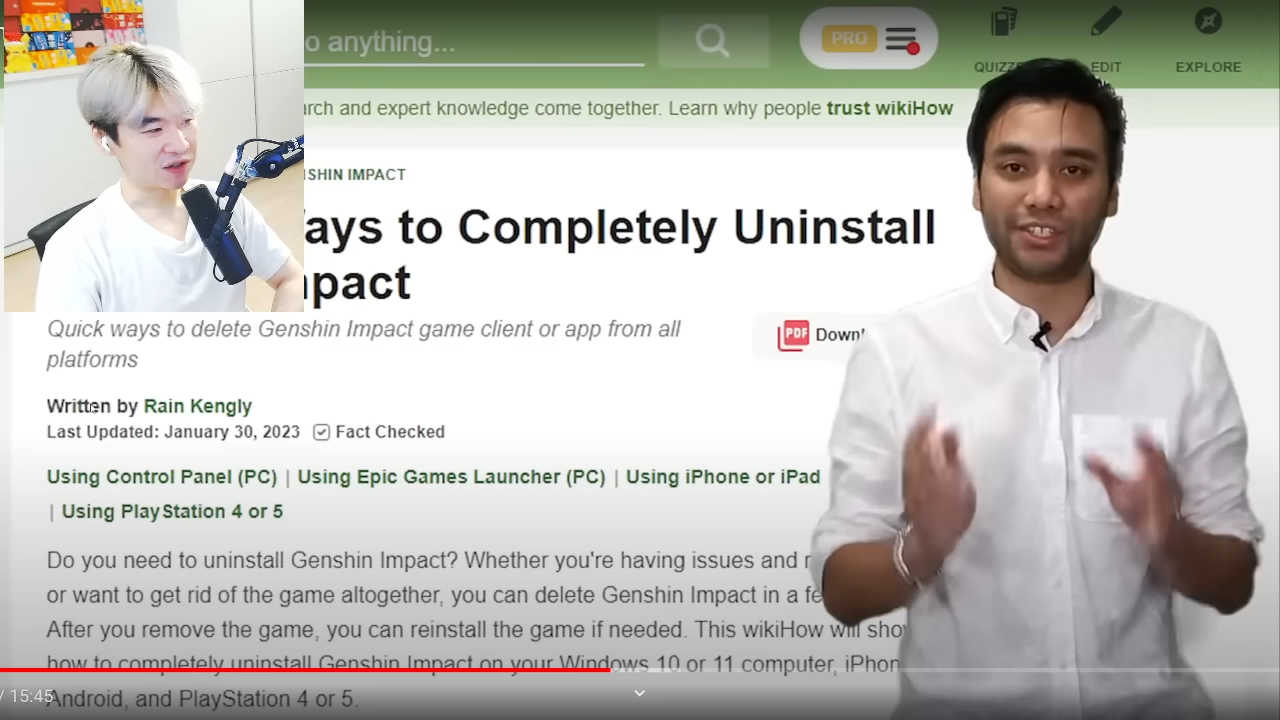 o anything...
PRO
QUIZZE
EDIT
EXPLORE
rch and expert knowledge come together. Learn why people trust wikiHow
SHIN IMPACT
ays to Completely Uninstall
pact
Quick ways to delete Genshin Impact game client or app from all
platforms
PDF Downl
Written by Rain Kengly
Last Updated: January 30, 2023 Fact Checked
Using Control Panel (PC) | Using Epic Games Launcher (PC) | Using iPhone or iPad
| Using PlayStation 4 or 5
Do you need to uninstall Genshin Impact? Whether you're having issues and r
or want to get rid of the game altogether, you can delete Genshin Impact in a fe
After you remove the game, you can reinstall the game if needed. This wikiHow will show
how to completely uninstall Genshin Impact on your Windows 10 or 11 computer, iPhon
Android, and PlayStation 4 or 5.
/ 15:45